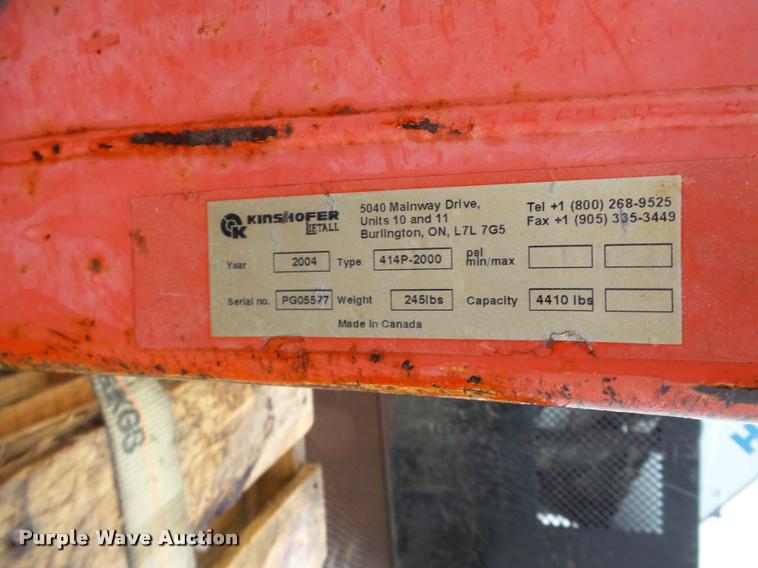 KINSHOFER
LIFTALL
5040 Mainway Drive,
Units 10 and 11
Burlington, ON, L7L 7G5
Tel +1 (800) 268-9525
Fax +1 (905) 335-3449
Year 2004 Type 414P-2000 psi min/max
Serial no. PG05577 Weight 245lbs Capacity 4410 lbs
Made in Canada
KGS
Purple Wave Auction